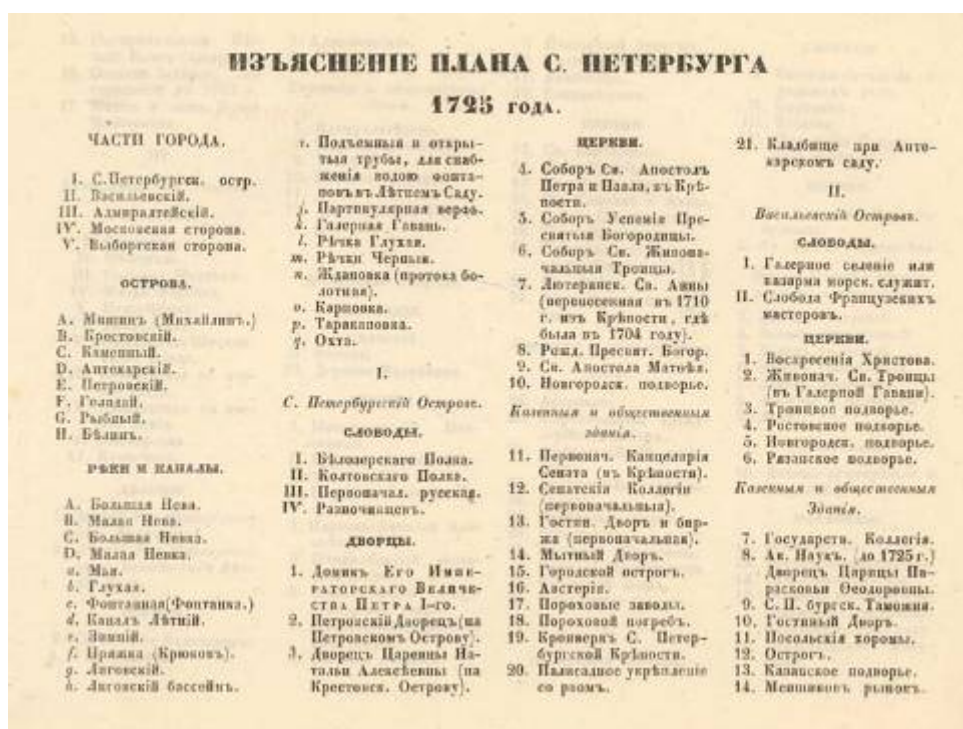 ИЗЪЯСНЕНІЕ ПЛАНА С. ПЕТЕРБУРГА
1725 года.
ЧАСТИ ГОРОДА.
I. С.Петербургск. остр.
II. Васильевскій.
III. Адмиралтейскій.
IV. Московская сторона.
V. Выборгская сторона.
ОСТРОВА.
A. Мишинъ (Михайлинъ.)
B. Крестовскій.
C. Каменный.
D. Аптекарскій.
E. Петровскій.
F. Голодай.
G. Рыбный.
H. Бѣлинъ.
РѢКИ И КАНАЛЫ.
A. Большая Нева.
B. Малая Нева.
C. Большая Невка.
D. Малая Невка.
a. Мья.
b. Глухая.
c. Фонтанная(Фонтанка.)
d. Каналъ Лѣтній.
e. Зимній.
f. Пряжка (Крюковъ).
g. Лиговскій.
h. Лиговскій бассейнъ.
i. Подъемныя и откры-
тыя трубы, для снаб-
женія водою фонта-
новъ въ Лѣтнемъ Саду.
j. Партикулярная верфь.
k. Галерная Гавань.
l. Рѣчка Глухая.
m. Рѣчки Черныя.
n. Ждановка (протока бо-
лотная).
o. Карповка.
p. Таракановка.
q. Охта.
I.
С. Петербургскій Островъ.
СЛОБОДЫ.
I. Бѣлозерскаго Полка.
II. Колтовскаго Полка.
III. Первоначал. русская.
IV. Разночинцевъ.
ДВОРЦЫ.
1. Домикъ Его Импе-
раторскаго Величе-
ства Петра I-го.
2. Петровскій Дворецъ (на
Петровскомъ Острову).
3. Дворецъ Царевны На-
тальи Алексѣевны (на
Крестовск. Острову).
ЦЕРКВИ.
4. Соборъ Св. Апостолъ
Петра и Павла, въ Крѣ-
пости.
5. Соборъ Успенія Пре-
святыя Богородицы.
6. Соборъ Св. Живона-
чальныя Троицы.
7. Лютеранск. Св. Анны
(перенесенная въ 1710
г. изъ Крѣпости, гдѣ
была въ 1704 году).
8. Рожд. Пресвят. Богор.
9. Св. Апостола Матѳѣя.
10. Новгородск. подворье.
Казенныя и общественныя
зданія.
11. Первонач. Канцелярія
Сената (въ Крѣпости).
12. Сенатскія Коллегіи
(первоначальныя).
13. Гостин. Дворъ и бир-
жа (первоначальная).
14. Мытный Дворъ.
15. Городской острогъ.
16. Австерія.
17. Пороховые заводы.
18. Пороховой погребъ.
19. Кронверкъ С. Петер-
бургской Крѣпости.
20. Палисадное укрѣпленіе
со рвомъ.
21. Кладбище при Апте-
карскомъ саду.
II.
Васильевскій Островъ.
СЛОБОДЫ.
I. Галерное селеніе или
казарма морск. служит.
II. Слобода Французскихъ
мастеровъ.
ЦЕРКВИ.
1. Воскресенія Христова.
2. Живонач. Св. Троицы
(въ Галерной Гавани).
3. Троицкое подворье.
4. Ростовское подворье.
5. Новгородск. подворье.
6. Рязанское подворье.
Казенныя и общественныя
Зданія.
7. Государств. Коллегія.
8. Ак. Наукъ. (до 1725 г.)
Дворецъ Царицы Па-
расковьи Ѳеодоровны.
9. С.П. бургск. Таможня.
10. Гостиный Дворъ.
11. Посольскія хоромы.
12. Острогъ.
13. Казанское подворье.
14. Меншиковъ рынокъ.